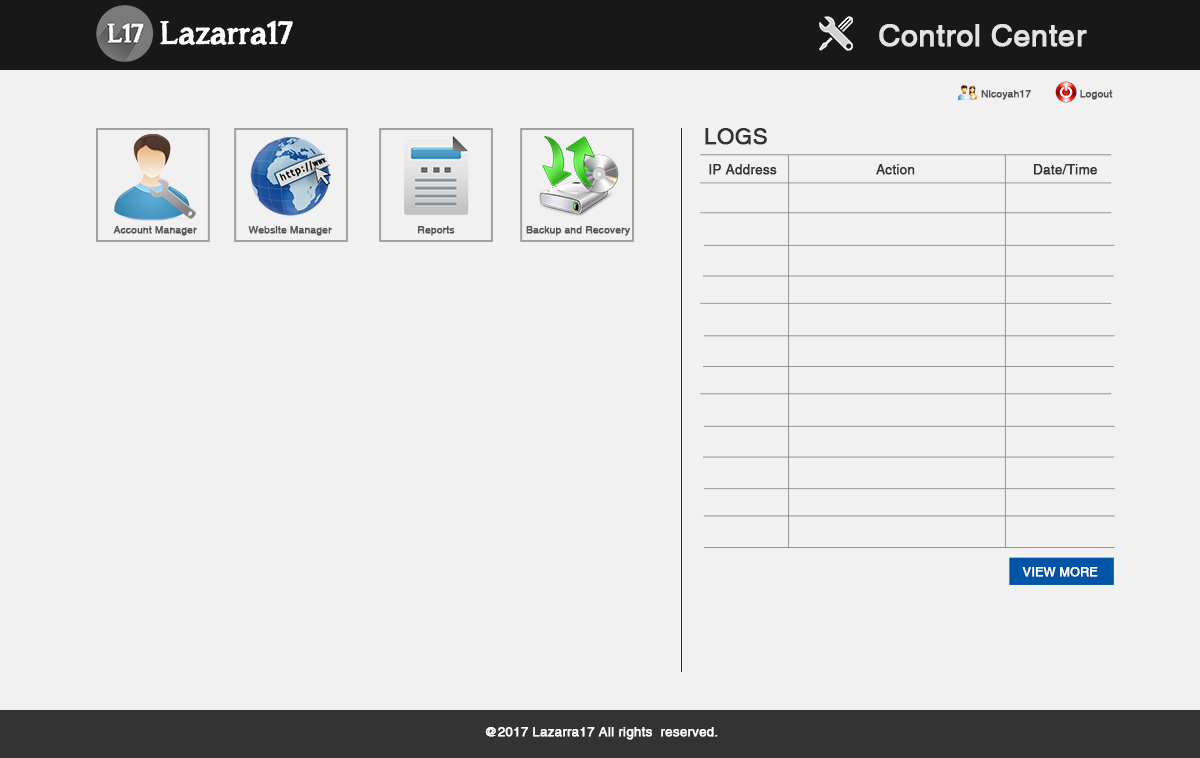 L17 Lazarra17
Control Center
Nicoyah17 Logout
LOGS
IP Address Action Date/Time
http://www
Account Manager Website Manager Reports Backup and Recovery
VIEW MORE
@2017 Lazarra17 All rights reserved.